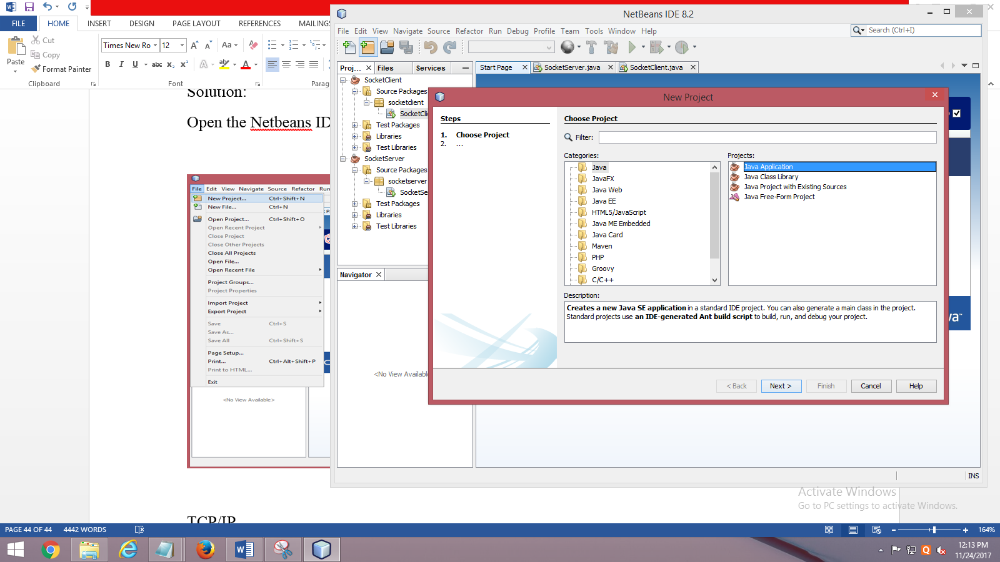 FILE HOME INSERT DESIGN PAGE LAYOUT REFERENCES MAILINGS
Cut
Copy
Format Painter
Paste
Clipboard
Times New Ro 12
Aa
B I U abc x₂ x²
A A
Font
Parag
Solution:
Open the Netbeans ID
File Edit View Navigate Source Refactor Run
New Project... Ctrl+Shift+N
New File... Ctrl+N
Open Project... Ctrl+Shift+O
Open Recent Project
Close Project
Close Other Projects
Close All Projects
Open File...
Open Recent File
Project Groups...
Project Properties
Import Project
Export Project
Save Ctrl+S
Save As...
Save All Ctrl+Shift+S
Page Setup...
Print... Ctrl+Alt+Shift+P
Print to HTML...
Exit
<No View Available>
TCP/IP
NetBeans IDE 8.2
File Edit View Navigate Source Refactor Run Debug Profile Team Tools Window Help
Search (Ctrl+I)
Proj... Files Services
Start Page SocketServer.java SocketClient.java
SocketClient
Source Packages
socketclient
SocketCli
Test Packages
Libraries
Test Libraries
SocketServer
Source Packages
socketserver
SocketSe
Test Packages
Libraries
Test Libraries
Navigator
<No View Available
New Project
Steps
1. Choose Project
2. ...
Choose Project
Filter:
Categories:
Java
JavaFX
Java Web
Java EE
HTML5/JavaScript
Java ME Embedded
Java Card
Maven
PHP
Groovy
C/C++
Projects:
Java Application
Java Class Library
Java Project with Existing Sources
Java Free-Form Project
Description:
Creates a new Java SE application in a standard IDE project. You can also generate a main class in the project.
Standard projects use an IDE-generated Ant build script to build, run, and debug your project.
< Back Next > Finish Cancel Help
INS
Activate Windows
Go to PC settings to activate Windows.
PAGE 44 OF 44 4442 WORDS
164%
12:13 PM
11/24/2017